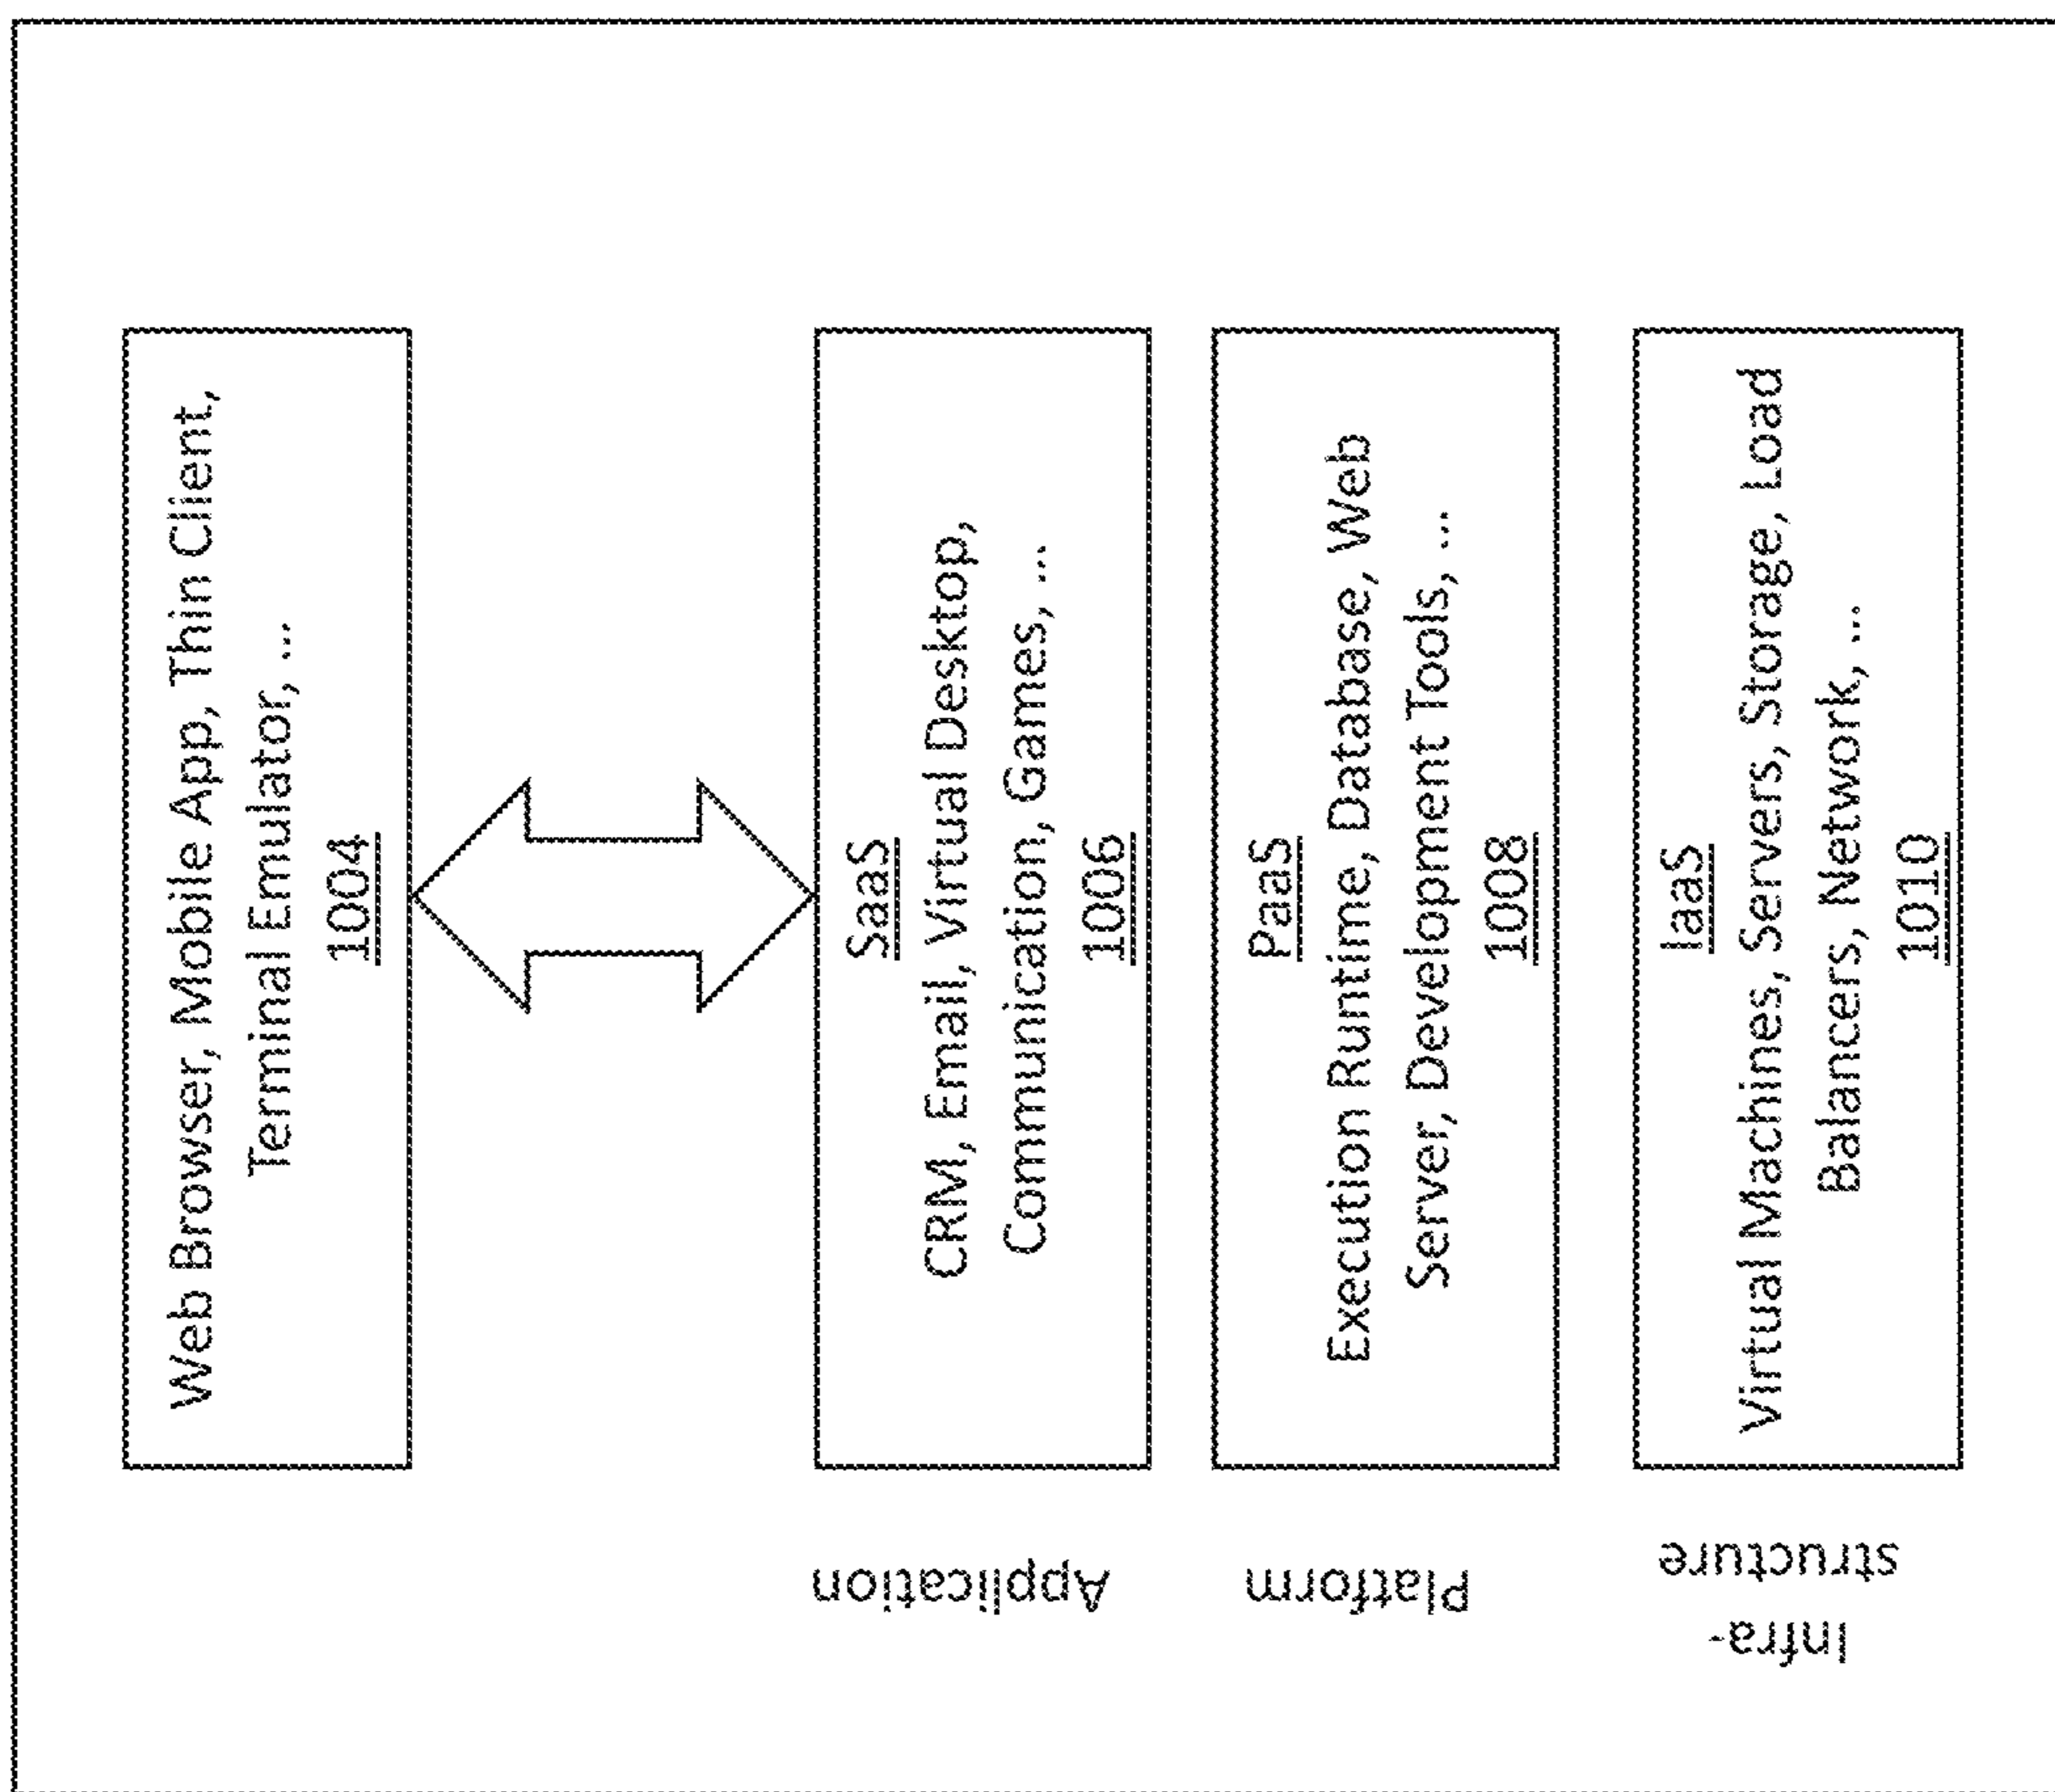 Web Browser, Mobile App, Thin Client,
Terminal Emulator, ...
1004
Application
SaaS
CRM, Email, Virtual Desktop,
Communication, Games, ...
1006
Platform
PaaS
Execution Runtime, Database, Web
Server, Development Tools, ...
1008
Infra-
structure
IaaS
Virtual Machines, Servers, Storage, Load
Balancers, Network, ...
1010